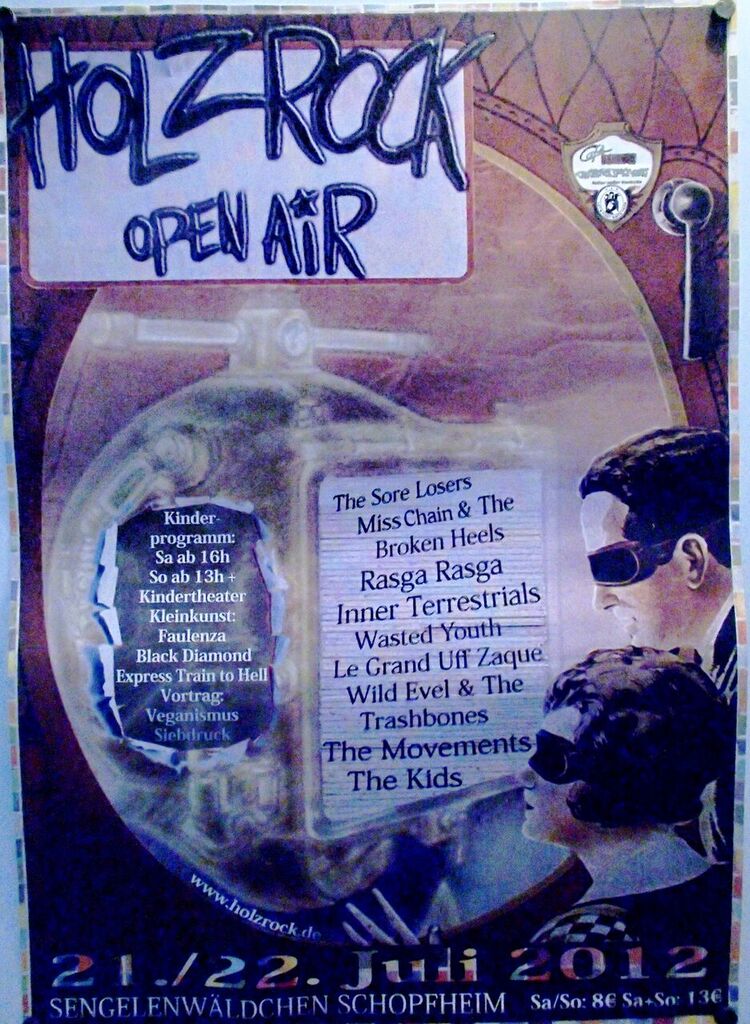 HOLZROCK
OPEN AiR
Café
Kinder-
programm:
Sa ab 16h
So ab 13h +
Kindertheater
Kleinkunst:
Faulenza
Black Diamond
Express Train to Hell
Vortrag:
Veganismus
Siebdruck
The Sore Losers
Miss Chain & The
Broken Heels
Rasga Rasga
Inner Terrestrials
Wasted Youth
Le Grand Uff Zaque
Wild Evel & The
Trashbones
The Movements
The Kids
www.holzrock.de
21./22. Juli 2012
SENGELENWÄLDCHEN SCHOPFHEIM Sa/So: 8€ Sa+So: 13€